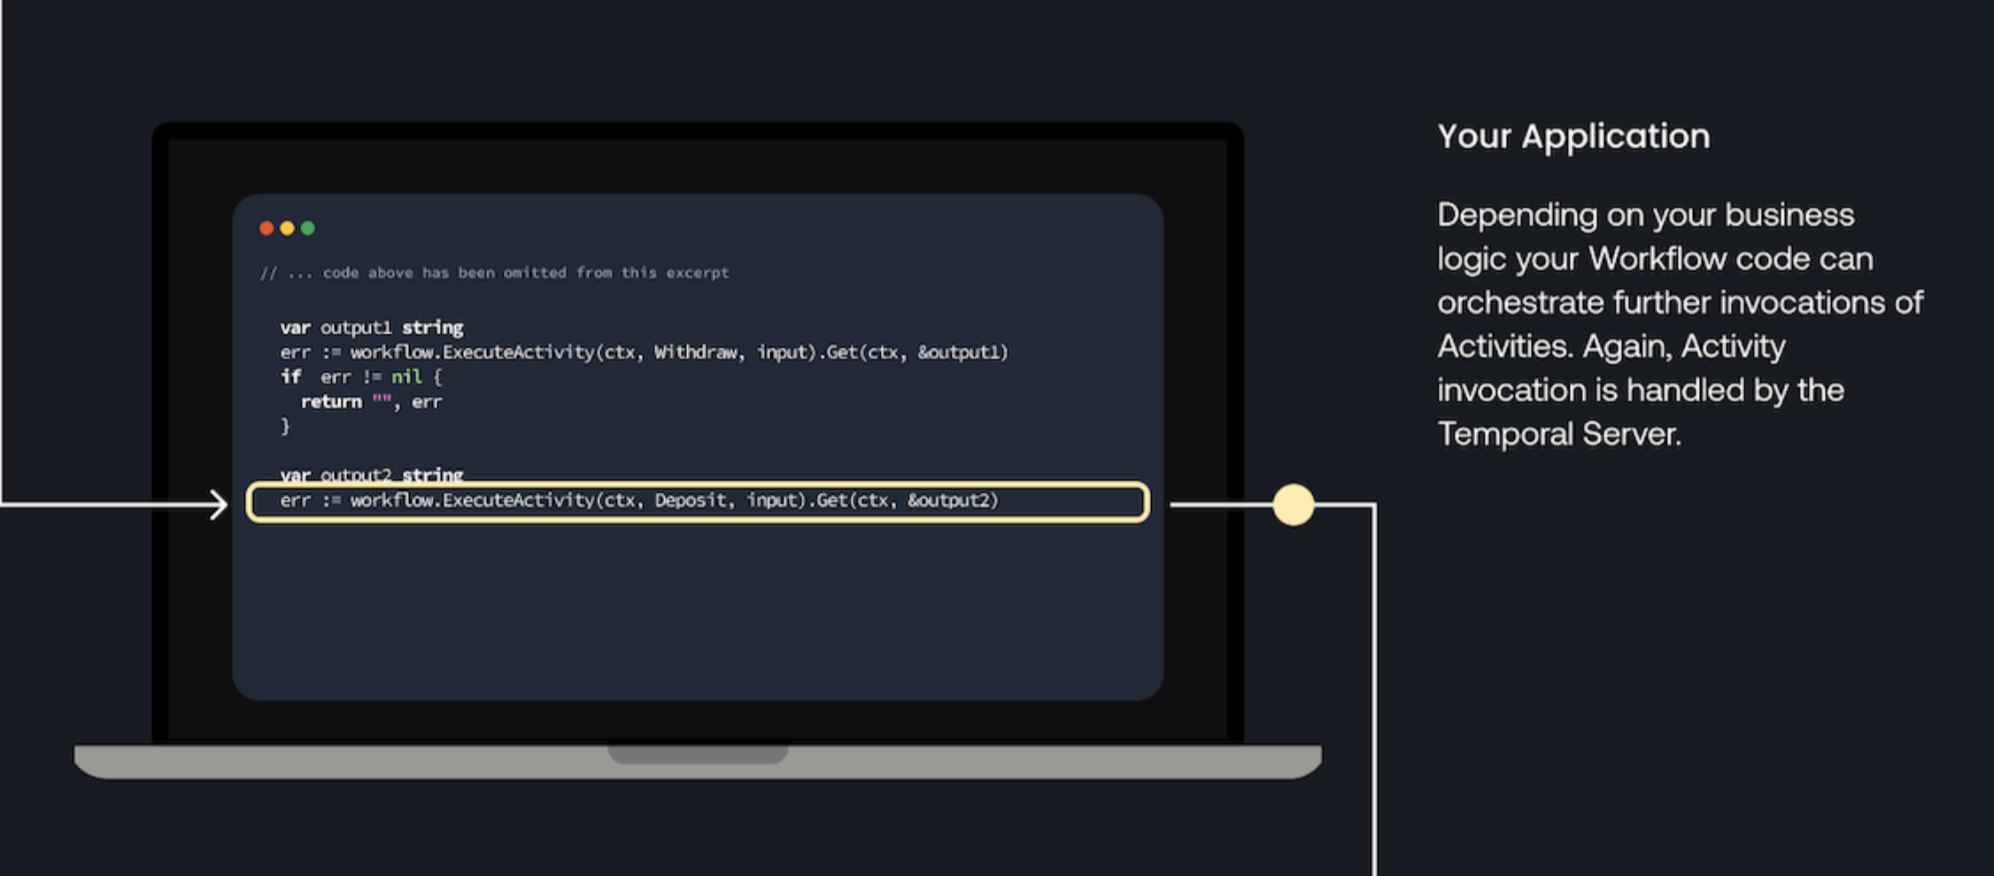 // ... code above has been omitted from this excerpt
var output1 string
err := workflow.ExecuteActivity(ctx, Withdraw, input).Get(ctx, &output1)
if  err != nil {
return "", err
}
var output2 string
err := workflow.ExecuteActivity(ctx, Deposit, input).Get(ctx, &output2)
Your Application
Depending on your business
logic your Workflow code can
orchestrate further invocations of
Activities. Again, Activity
invocation is handled by the
Temporal Server.